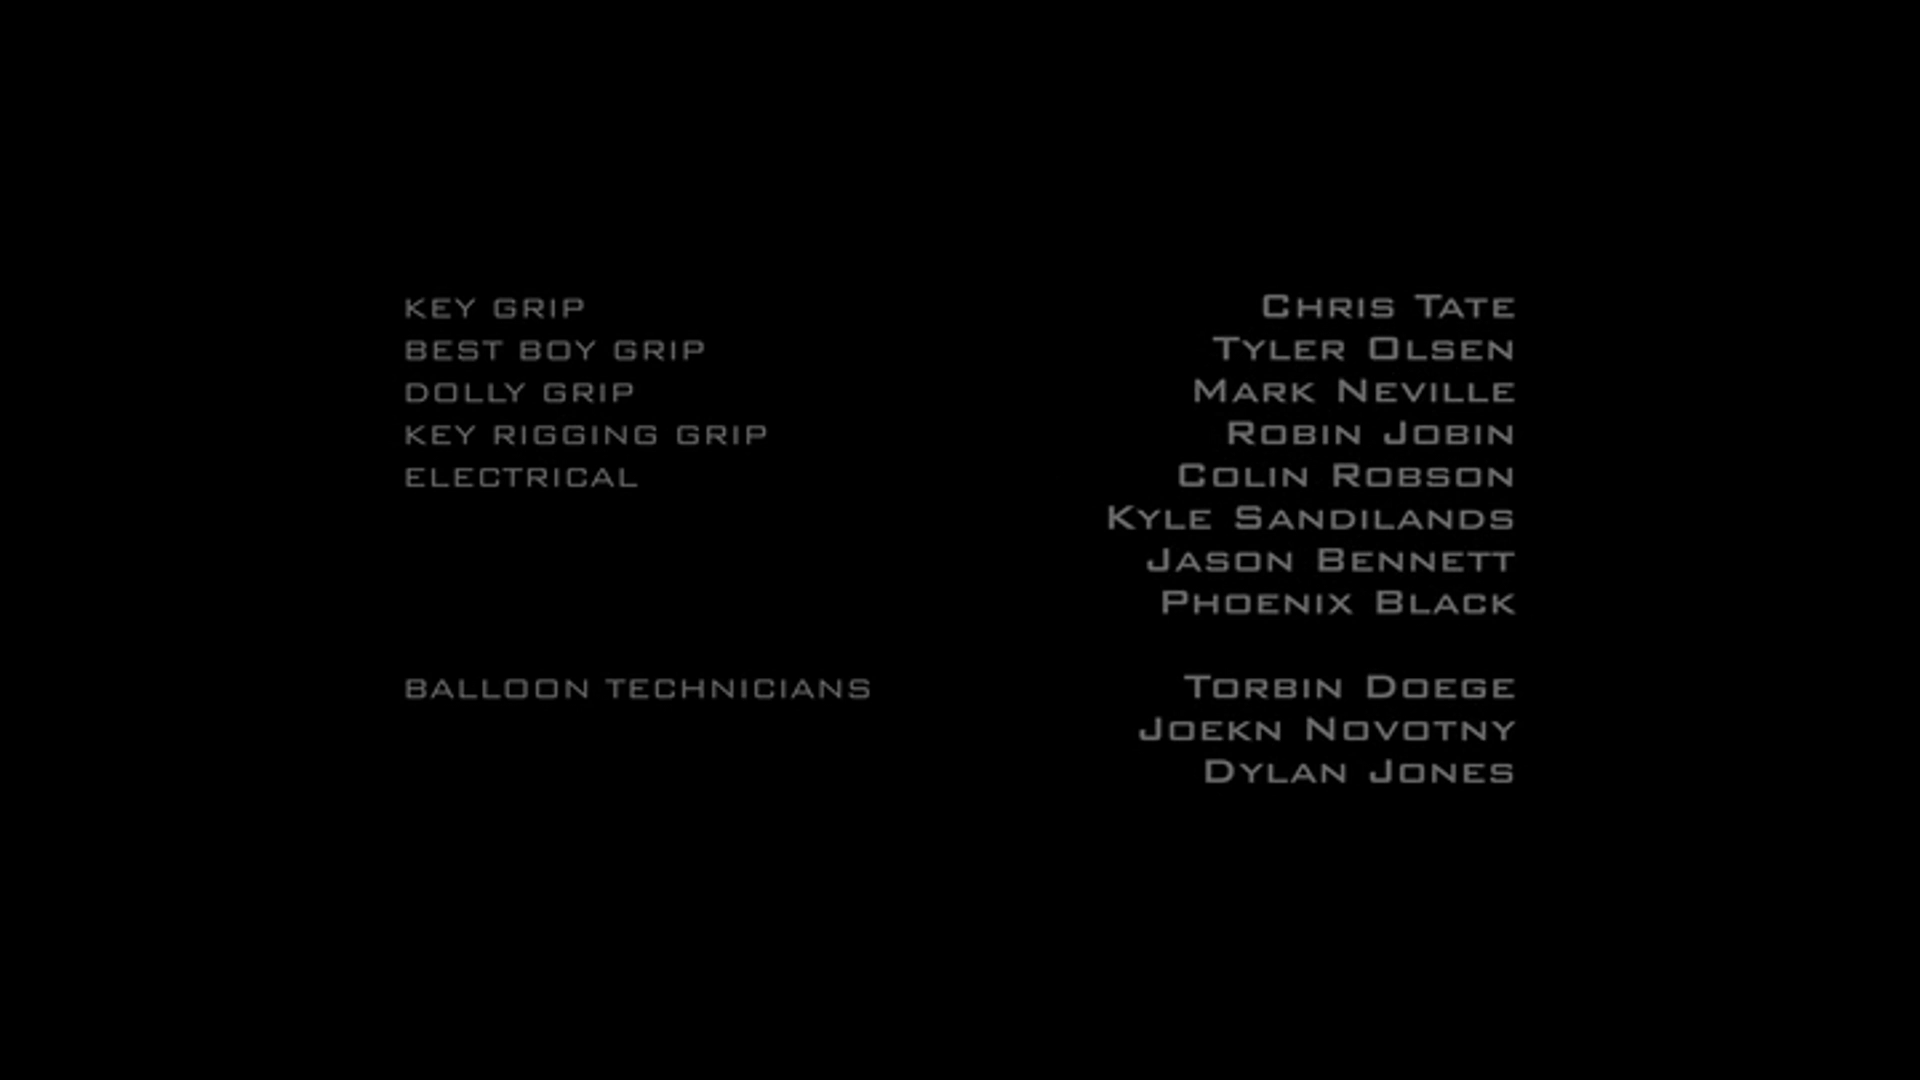 KEY GRIP Chris Tate
BEST BOY GRIP Tyler Olsen
DOLLY GRIP Mark Neville
KEY RIGGING GRIP Robin Jobin
ELECTRICAL Colin Robson
Kyle Sandilands
Jason Bennett
Phoenix Black
BALLOON TECHNICIANS Torbin Doege
Joekn Novotny
Dylan Jones